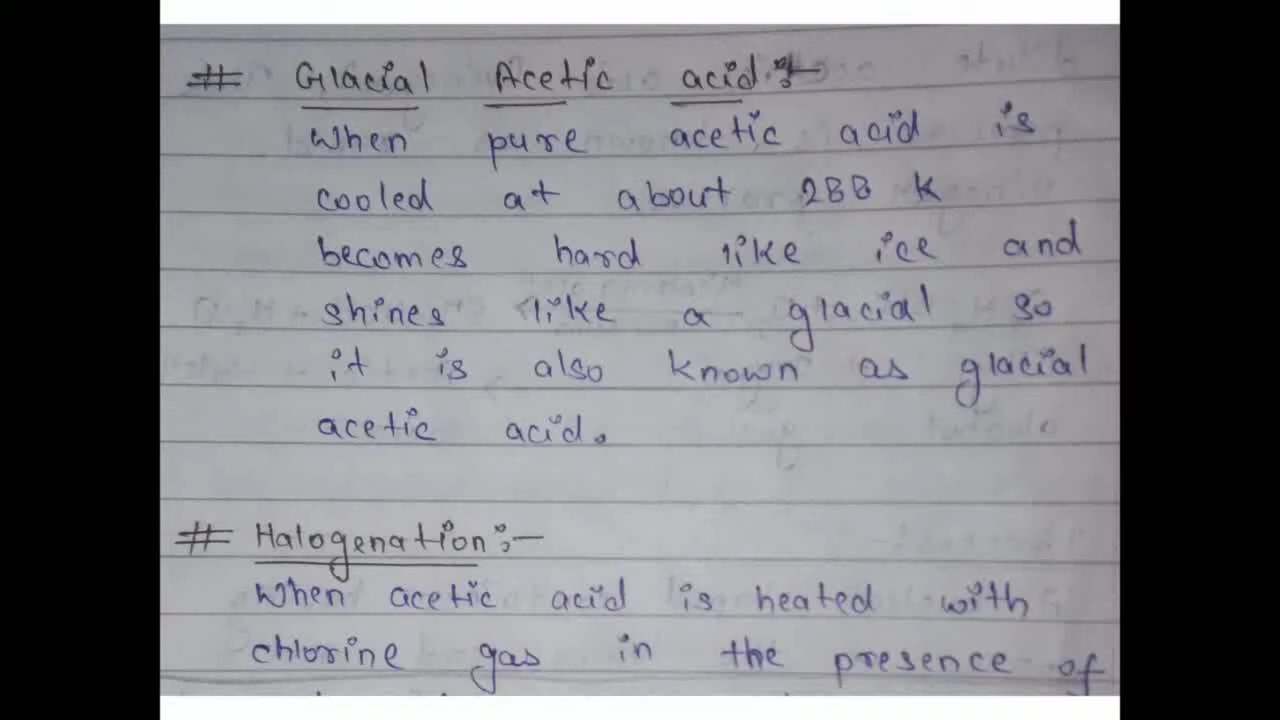 # Glacial Acetic acid :-
When pure acetic acid is
cooled at about 288 K
becomes hard like ice and
shines like a glacial so
it is also known as glacial
acetic acid.
# Halogenation :-
When acetic acid is heated with
chlorine gas in the presence of